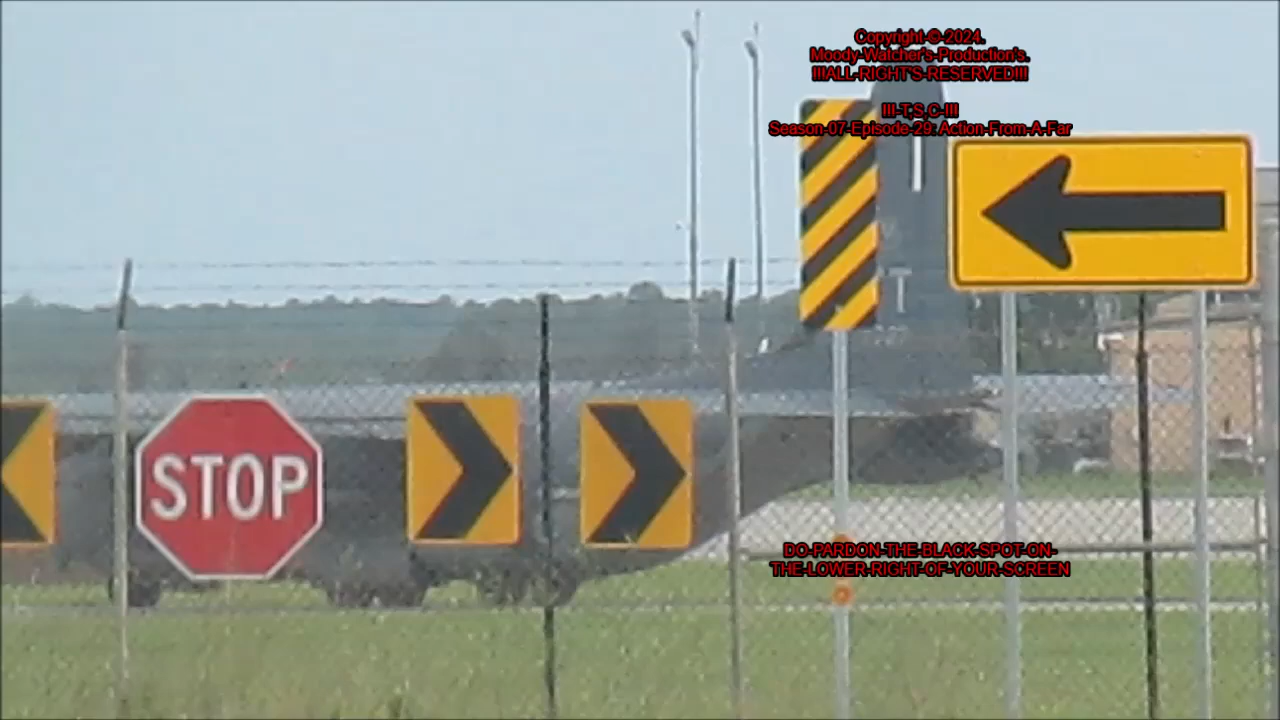 Copyright-©-2024.
Moody-Watcher's-Production's.
!!!ALL-RIGHT'S-RESERVED!!!
!!!-T,S,C-!!!
Season-07-Episode-29: Action-From-A-Far
STOP
DO-PARDON-THE-BLACK-SPOT-ON-
THE-LOWER-RIGHT-OF-YOUR-SCREEN